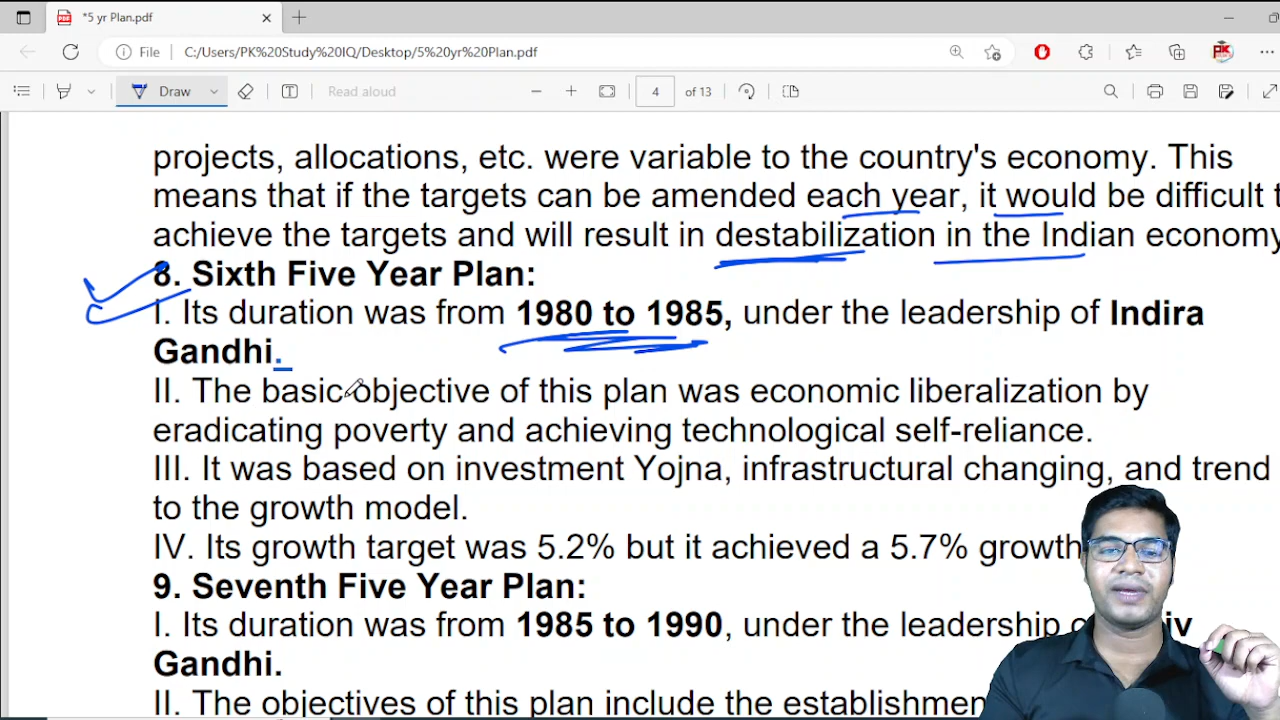 *5 yr Plan.pdf
File C:/Users/PK%20Study%20IQ/Desktop/5%20yr%20Plan.pdf
Draw Read aloud 4 of 13
projects, allocations, etc. were variable to the country's economy. This
means that if the targets can be amended each year, it would be difficult t
achieve the targets and will result in destabilization in the Indian economy
8. Sixth Five Year Plan:
I. Its duration was from 1980 to 1985, under the leadership of Indira
Gandhi.
II. The basic objective of this plan was economic liberalization by
eradicating poverty and achieving technological self-reliance.
III. It was based on investment Yojna, infrastructural changing, and trend
to the growth model.
IV. Its growth target was 5.2% but it achieved a 5.7% growth
9. Seventh Five Year Plan:
I. Its duration was from 1985 to 1990, under the leadership o iv
Gandhi.
II. The objectives of this plan include the establishmen